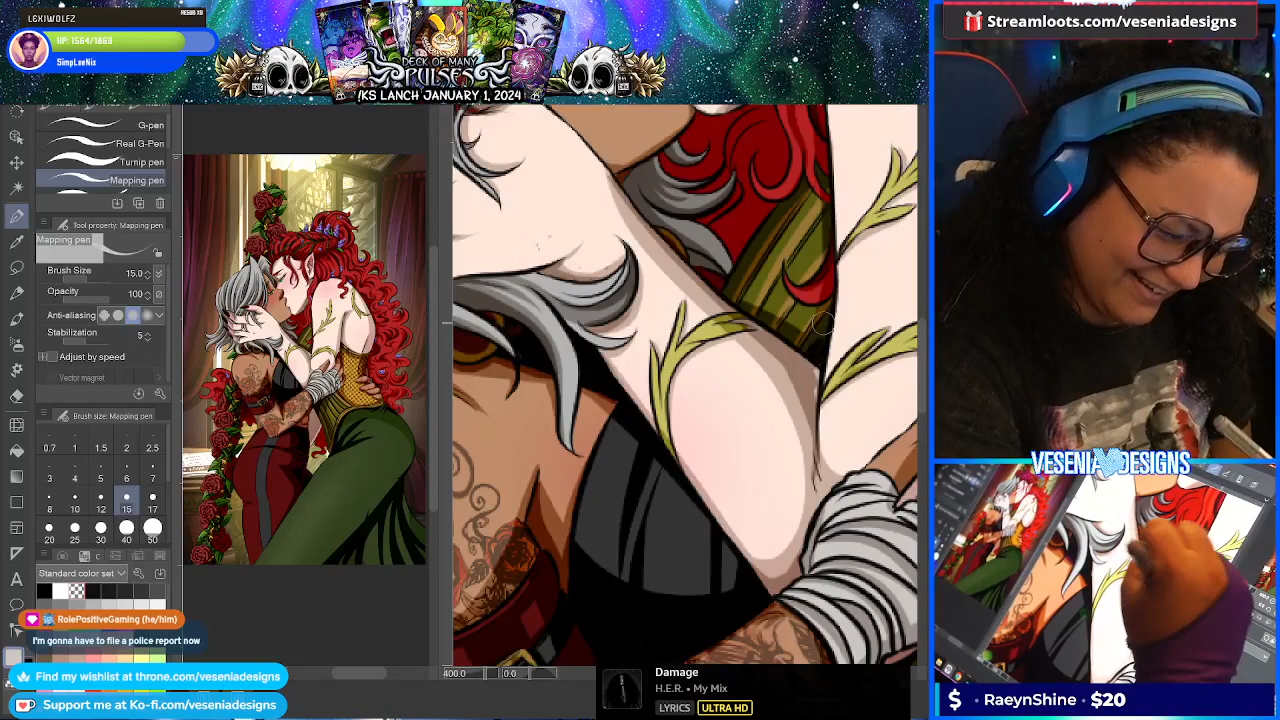 LEXIWOLFZ
RESUB X8
HP: 1564/1869
SimpLeeNix
DECK OF MANY
PULSES
!KS LANCH JANUARY 1, 2024
Streamloots.com/veseniadesigns
G-pen
Real G-Pen
Turnip pen
Mapping pen
Tool property: Mapping pen
Mapping pen
Brush Size 15.0
Opacity 100
Anti-aliasing
Stabilization 5
Adjust by speed
Vector magnet
Brush size: Mapping pen
0.7 1 1.5 2 2.5
3 4 5 6 7
8 10 12 15 17
20 25 30 40 50
Standard color set
RolePositiveGaming (he/him)
I'm gonna have to file a police report now
Find my wishlist at throne.com/veseniadesigns
Support me at Ko-fi.com/veseniadesigns
400.0 0.0
Damage
H.E.R. • My Mix
LYRICS ULTRA HD
VESENIA DESIGNS
$ RaeynShine - $20